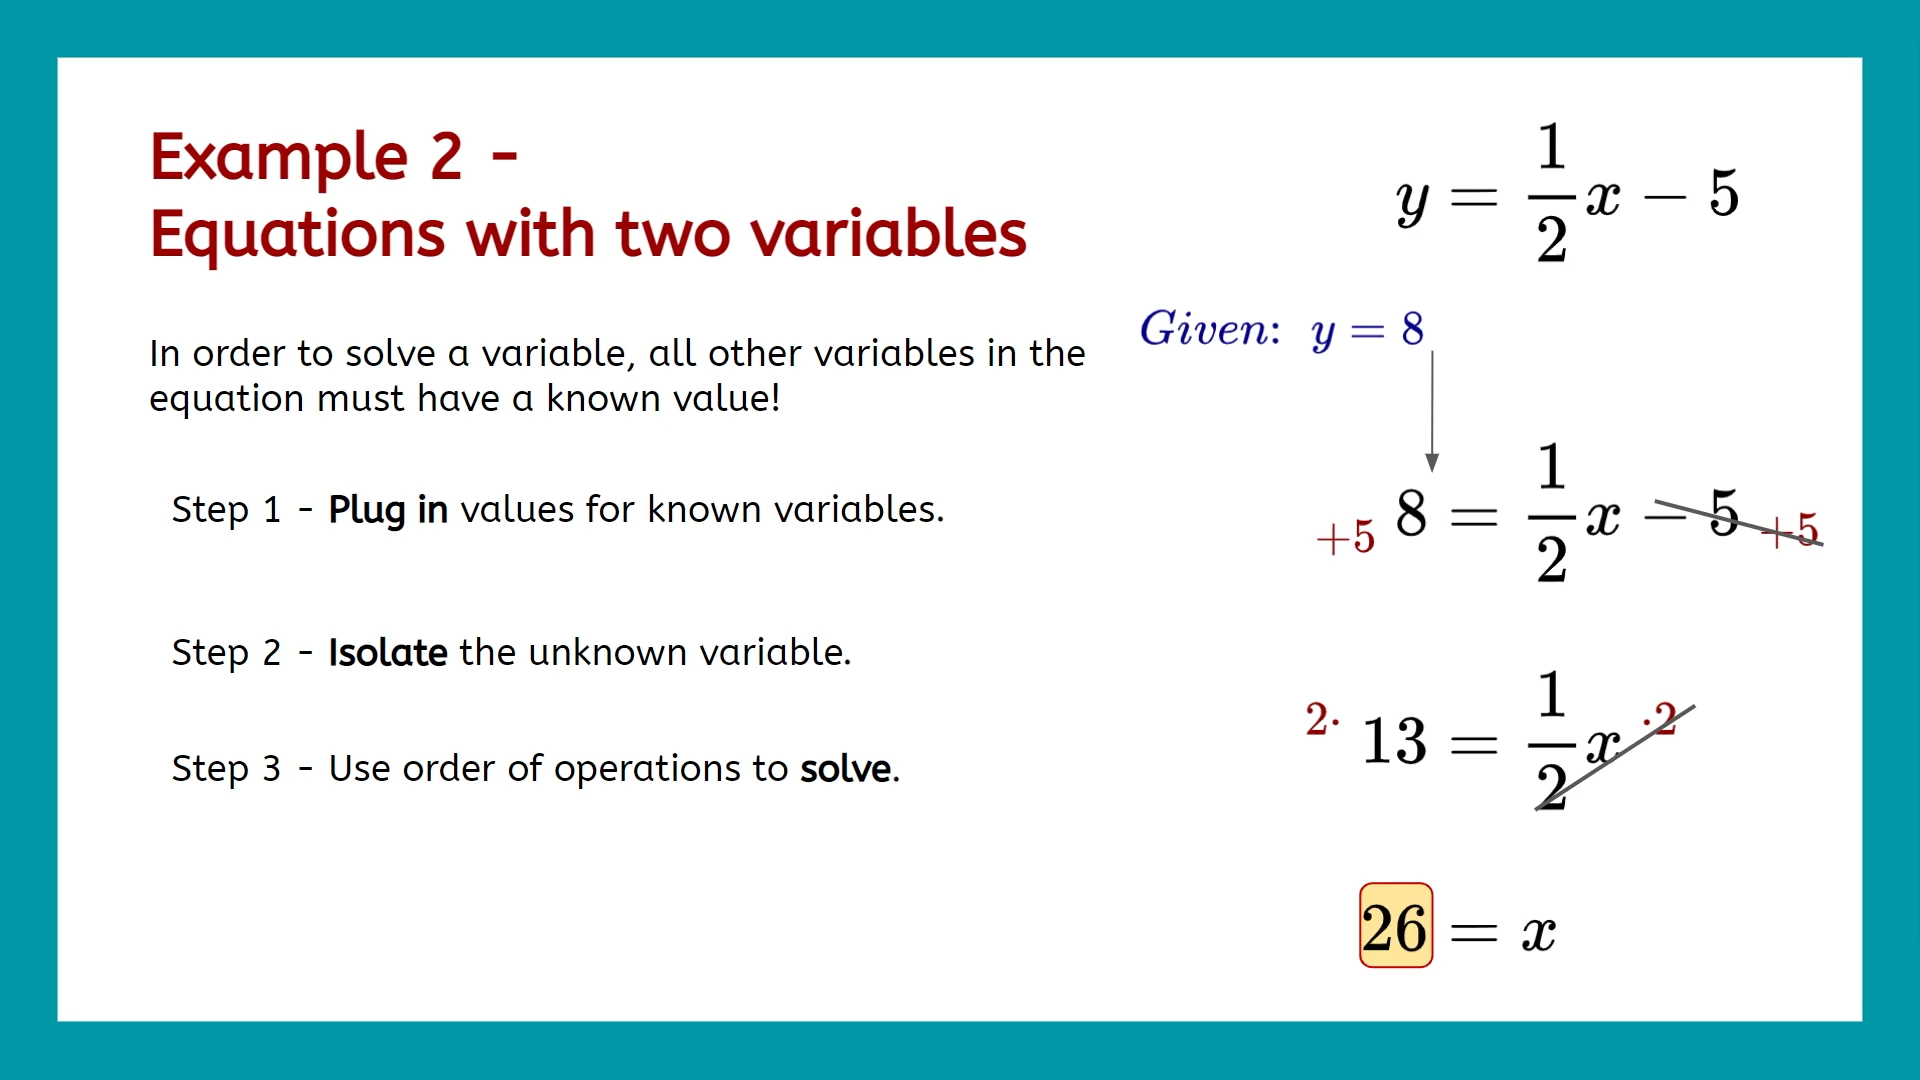 Example 2 -
Equations with two variables
In order to solve a variable, all other variables in the
equation must have a known value!
Step 1 - Plug in values for known variables.
Step 2 - Isolate the unknown variable.
Step 3 - Use order of operations to solve.
y = 1/2 x − 5
Given: y = 8
+5 8 = 1/2 x − 5 +5
2· 13 = 1/2 x ·2
26 = x